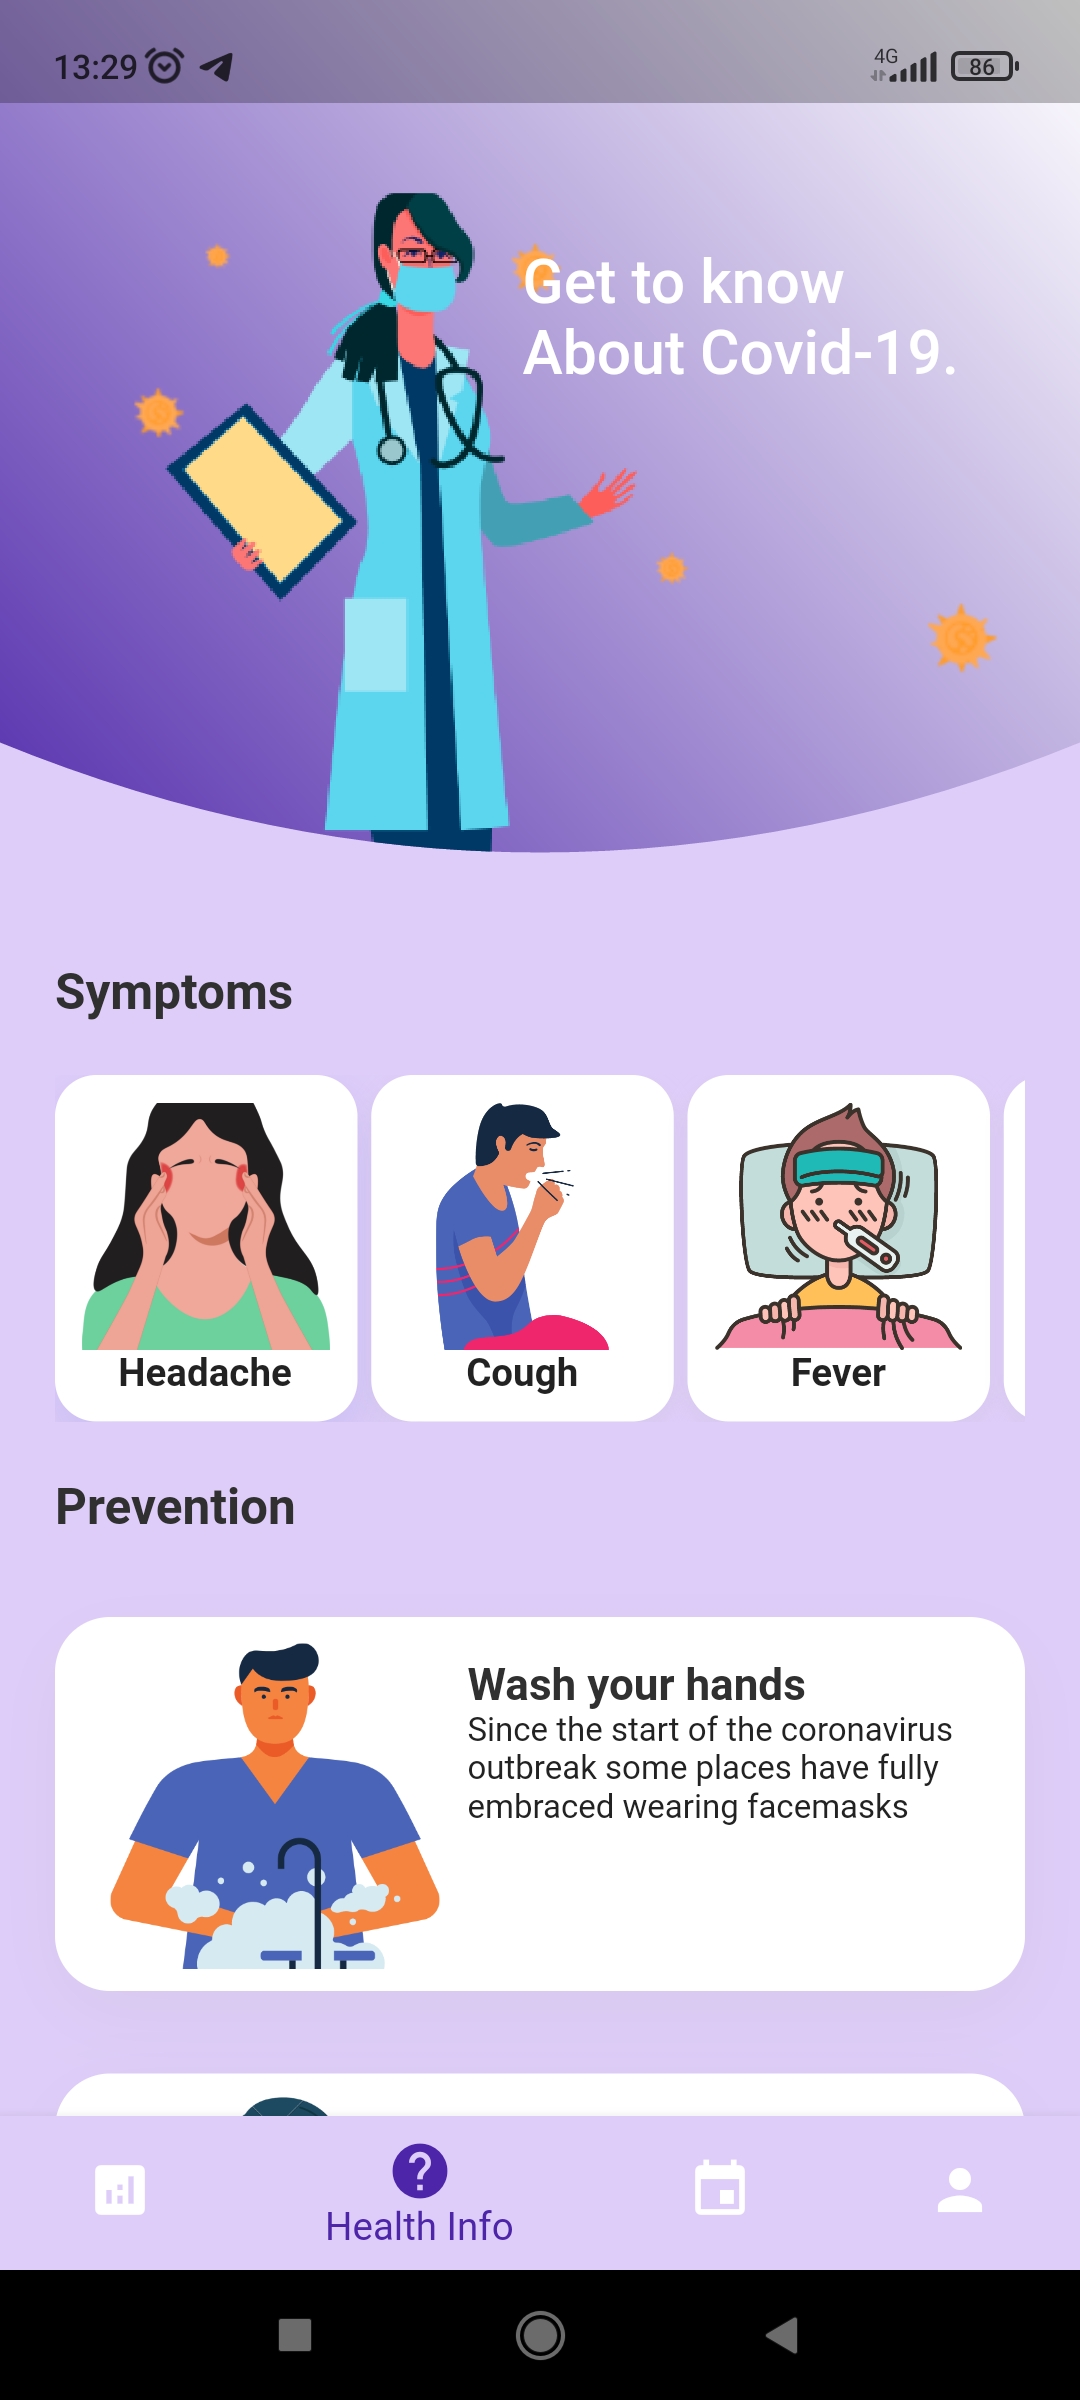 13:29
4G
86
Get to know
About Covid-19.
Symptoms
Headache
Cough
Fever
Prevention
Wash your hands
Since the start of the coronavirus
outbreak some places have fully
embraced wearing facemasks
Health Info